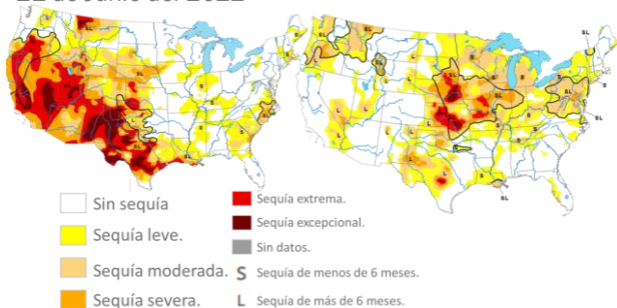 Sin sequía
Sequía leve.
Sequía moderada.
Sequía severa.
Sequía extrema.
Sequía excepcional.
Sin datos.
S Sequía de menos de 6 meses.
L Sequía de más de 6 meses.